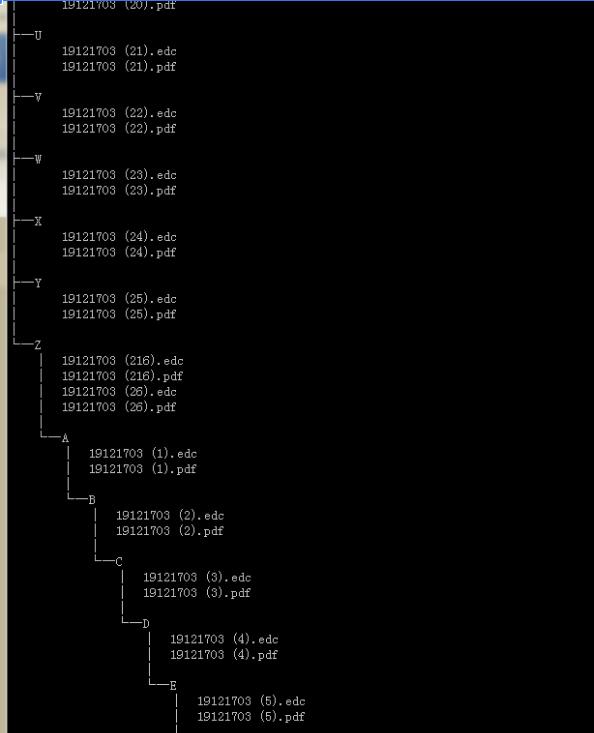 19121703 (20).pdf
U
19121703 (21).edc
19121703 (21).pdf
V
19121703 (22).edc
19121703 (22).pdf
W
19121703 (23).edc
19121703 (23).pdf
X
19121703 (24).edc
19121703 (24).pdf
Y
19121703 (25).edc
19121703 (25).pdf
Z
19121703 (216).edc
19121703 (216).pdf
19121703 (26).edc
19121703 (26).pdf
A
19121703 (1).edc
19121703 (1).pdf
B
19121703 (2).edc
19121703 (2).pdf
C
19121703 (3).edc
19121703 (3).pdf
D
19121703 (4).edc
19121703 (4).pdf
E
19121703 (5).edc
19121703 (5).pdf